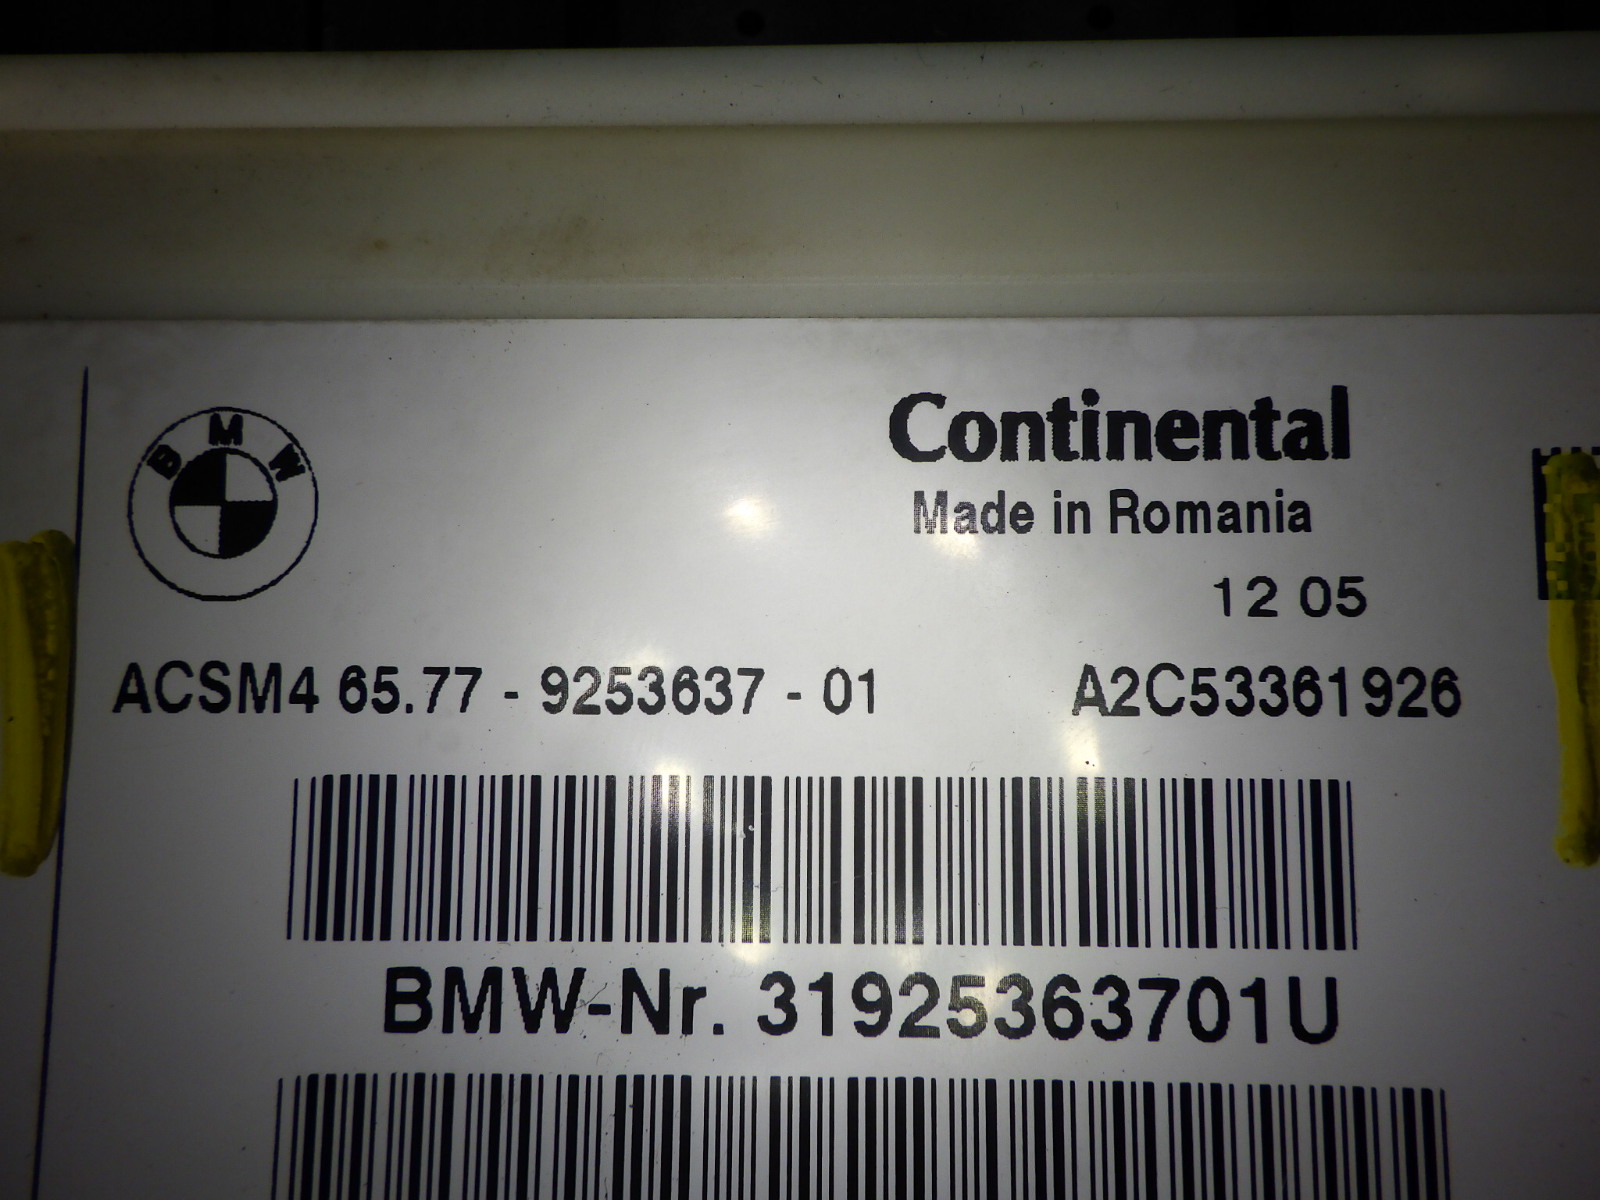 BMW
Continental
Made in Romania
12 05
ACSM4 65.77 - 9253637 - 01 A2C53361926
BMW-Nr. 31925363701U